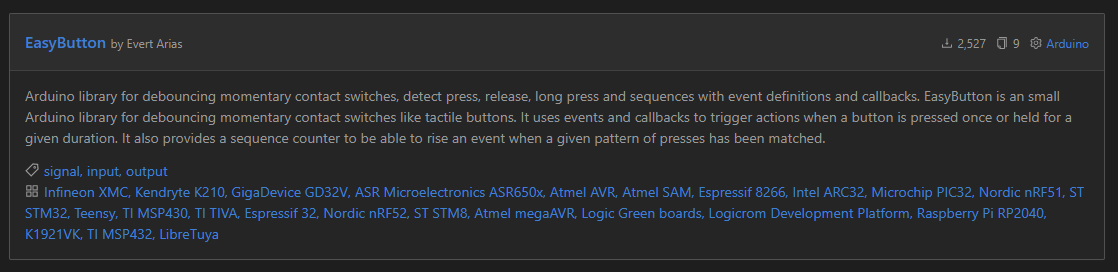 EasyButton by Evert Arias 2,527 9 Arduino
Arduino library for debouncing momentary contact switches, detect press, release, long press and sequences with event definitions and callbacks. EasyButton is an small
Arduino library for debouncing momentary contact switches like tactile buttons. It uses events and callbacks to trigger actions when a button is pressed once or held for a
given duration. It also provides a sequence counter to be able to rise an event when a given pattern of presses has been matched.
signal, input, output
Infineon XMC, Kendryte K210, GigaDevice GD32V, ASR Microelectronics ASR650x, Atmel AVR, Atmel SAM, Espressif 8266, Intel ARC32, Microchip PIC32, Nordic nRF51, ST
STM32, Teensy, TI MSP430, TI TIVA, Espressif 32, Nordic nRF52, ST STM8, Atmel megaAVR, Logic Green boards, Logicrom Development Platform, Raspberry Pi RP2040,
K1921VK, TI MSP432, LibreTuya